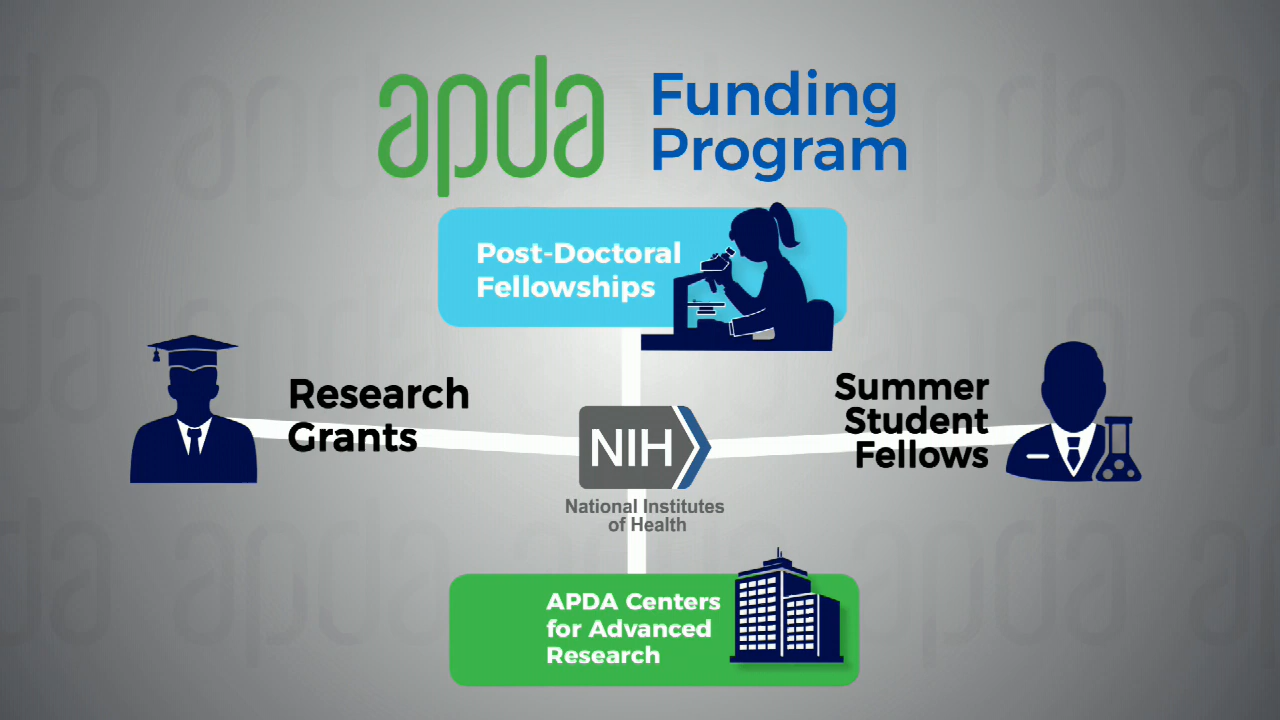 apda
Funding
Program
Post-Doctoral
Fellowships
Research
Grants
NIH
National Institutes
of Health
Summer
Student
Fellows
APDA Centers
for Advanced
Research